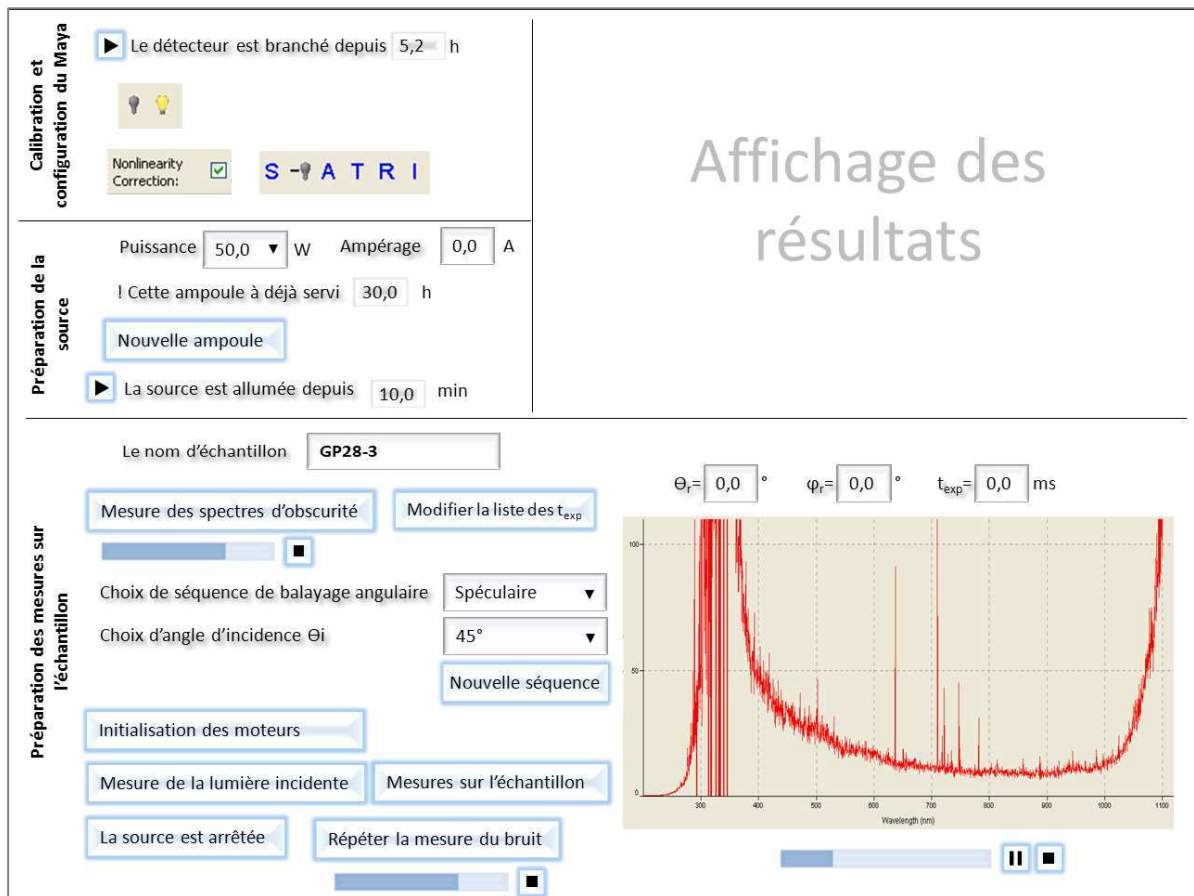 Calibration et
configuration du Maya
Le détecteur est branché depuis 5,2 h
Nonlinearity
Correction:
S A T R I
Affichage des
résultats
Préparation de la
source
Puissance 50,0 W Ampérage 0,0 A
! Cette ampoule à déjà servi 30,0 h
Nouvelle ampoule
La source est allumée depuis 10,0 min
Préparation des mesures sur
l'échantillon
Le nom d'échantillon GP28-3
Mesure des spectres d'obscurité
Modifier la liste des texp
Choix de séquence de balayage angulaire Spéculaire
Choix d'angle d'incidence Θi 45°
Nouvelle séquence
Initialisation des moteurs
Mesure de la lumière incidente
Mesures sur l'échantillon
La source est arrêtée
Répéter la mesure du bruit
Θr= 0,0 ° φr= 0,0 ° texp= 0,0 ms
100
50
0
300 400 500 600 700 800 900 1000 1100
Wavelength (nm)